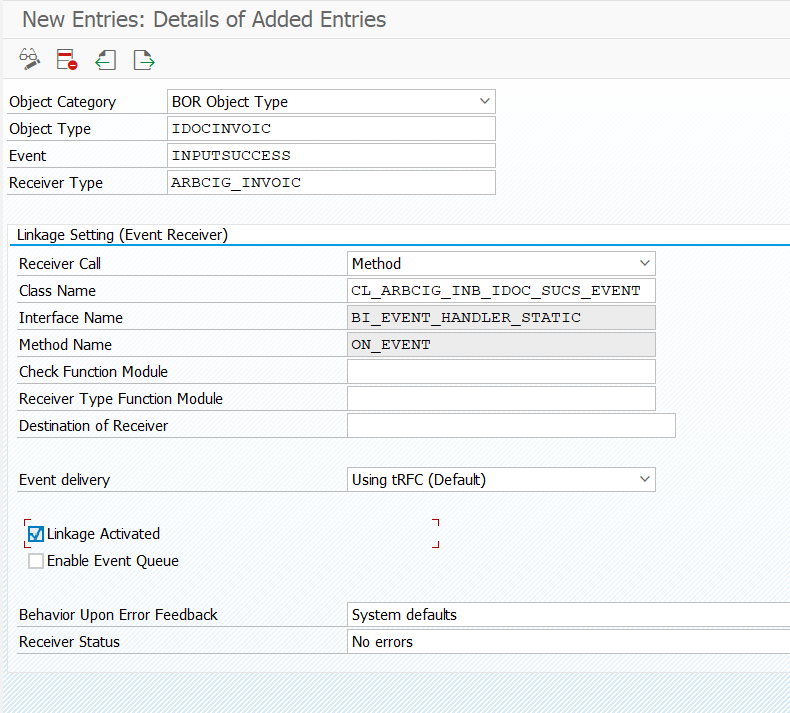 New Entries: Details of Added Entries
Object Category BOR Object Type
Object Type IDOCINVOIC
Event INPUTSUCCESS
Receiver Type ARBCIG_INVOIC
Linkage Setting (Event Receiver)
Receiver Call Method
Class Name CL_ARBCIG_INB_IDOC_SUCS_EVENT
Interface Name BI_EVENT_HANDLER_STATIC
Method Name ON_EVENT
Check Function Module
Receiver Type Function Module
Destination of Receiver
Event delivery Using tRFC (Default)
Linkage Activated
Enable Event Queue
Behavior Upon Error Feedback System defaults
Receiver Status No errors